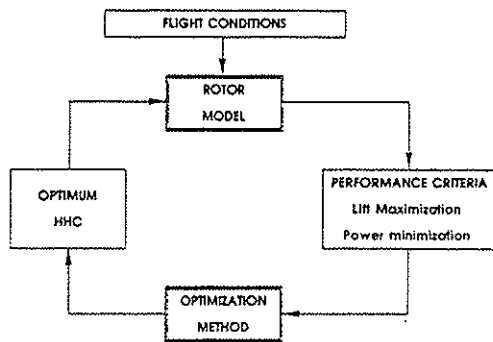 FLIGHT CONDITIONS
ROTOR
MODEL
OPTIMUM
HHC
PERFORMANCE CRITERIA
Lift Maximization
Power minimization
OPTIMIZATION
METHOD